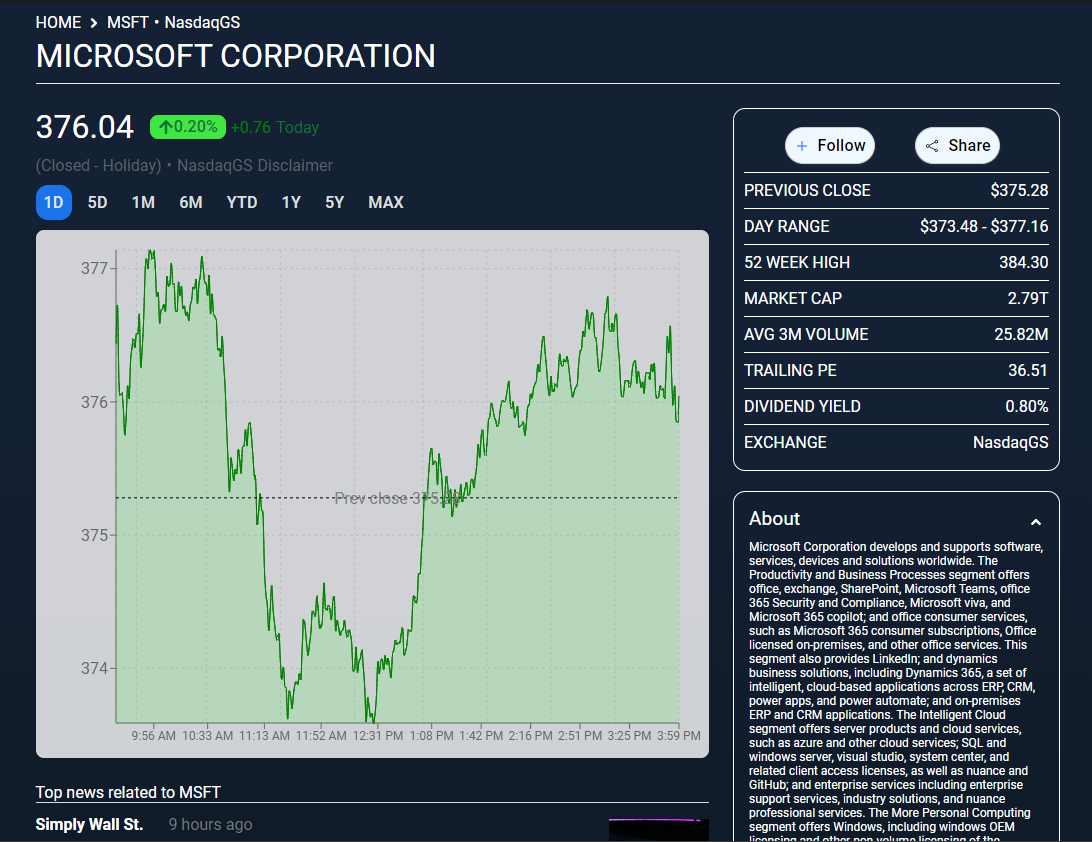 HOME > MSFT • NasdaqGS
MICROSOFT CORPORATION
376.04 ↑0.20% +0.76 Today
(Closed - Holiday) • NasdaqGS Disclaimer
1D 5D 1M 6M YTD 1Y 5Y MAX
377
376
Prev close 375.28
375
374
9:56 AM 10:33 AM 11:13 AM 11:52 AM 12:31 PM 1:08 PM 1:42 PM 2:16 PM 2:51 PM 3:25 PM 3:59 PM
Top news related to MSFT
Simply Wall St. 9 hours ago
+ Follow Share
PREVIOUS CLOSE $375.28
DAY RANGE $373.48 - $377.16
52 WEEK HIGH 384.30
MARKET CAP 2.79T
AVG 3M VOLUME 25.82M
TRAILING PE 36.51
DIVIDEND YIELD 0.80%
EXCHANGE NasdaqGS
About
Microsoft Corporation develops and supports software,
services, devices and solutions worldwide. The
Productivity and Business Processes segment offers
office, exchange, SharePoint, Microsoft Teams, office
365 Security and Compliance, Microsoft viva, and
Microsoft 365 copilot; and office consumer services,
such as Microsoft 365 consumer subscriptions, Office
licensed on-premises, and other office services. This
segment also provides LinkedIn; and dynamics
business solutions, including Dynamics 365, a set of
intelligent, cloud-based applications across ERP, CRM,
power apps, and power automate; and on-premises
ERP and CRM applications. The Intelligent Cloud
segment offers server products and cloud services,
such as azure and other cloud services; SQL and
windows server, visual studio, system center, and
related client access licenses, as well as nuance and
GitHub; and enterprise services including enterprise
support services, industry solutions, and nuance
professional services. The More Personal Computing
segment offers Windows, including windows OEM
licensing and other non volume licensing of the